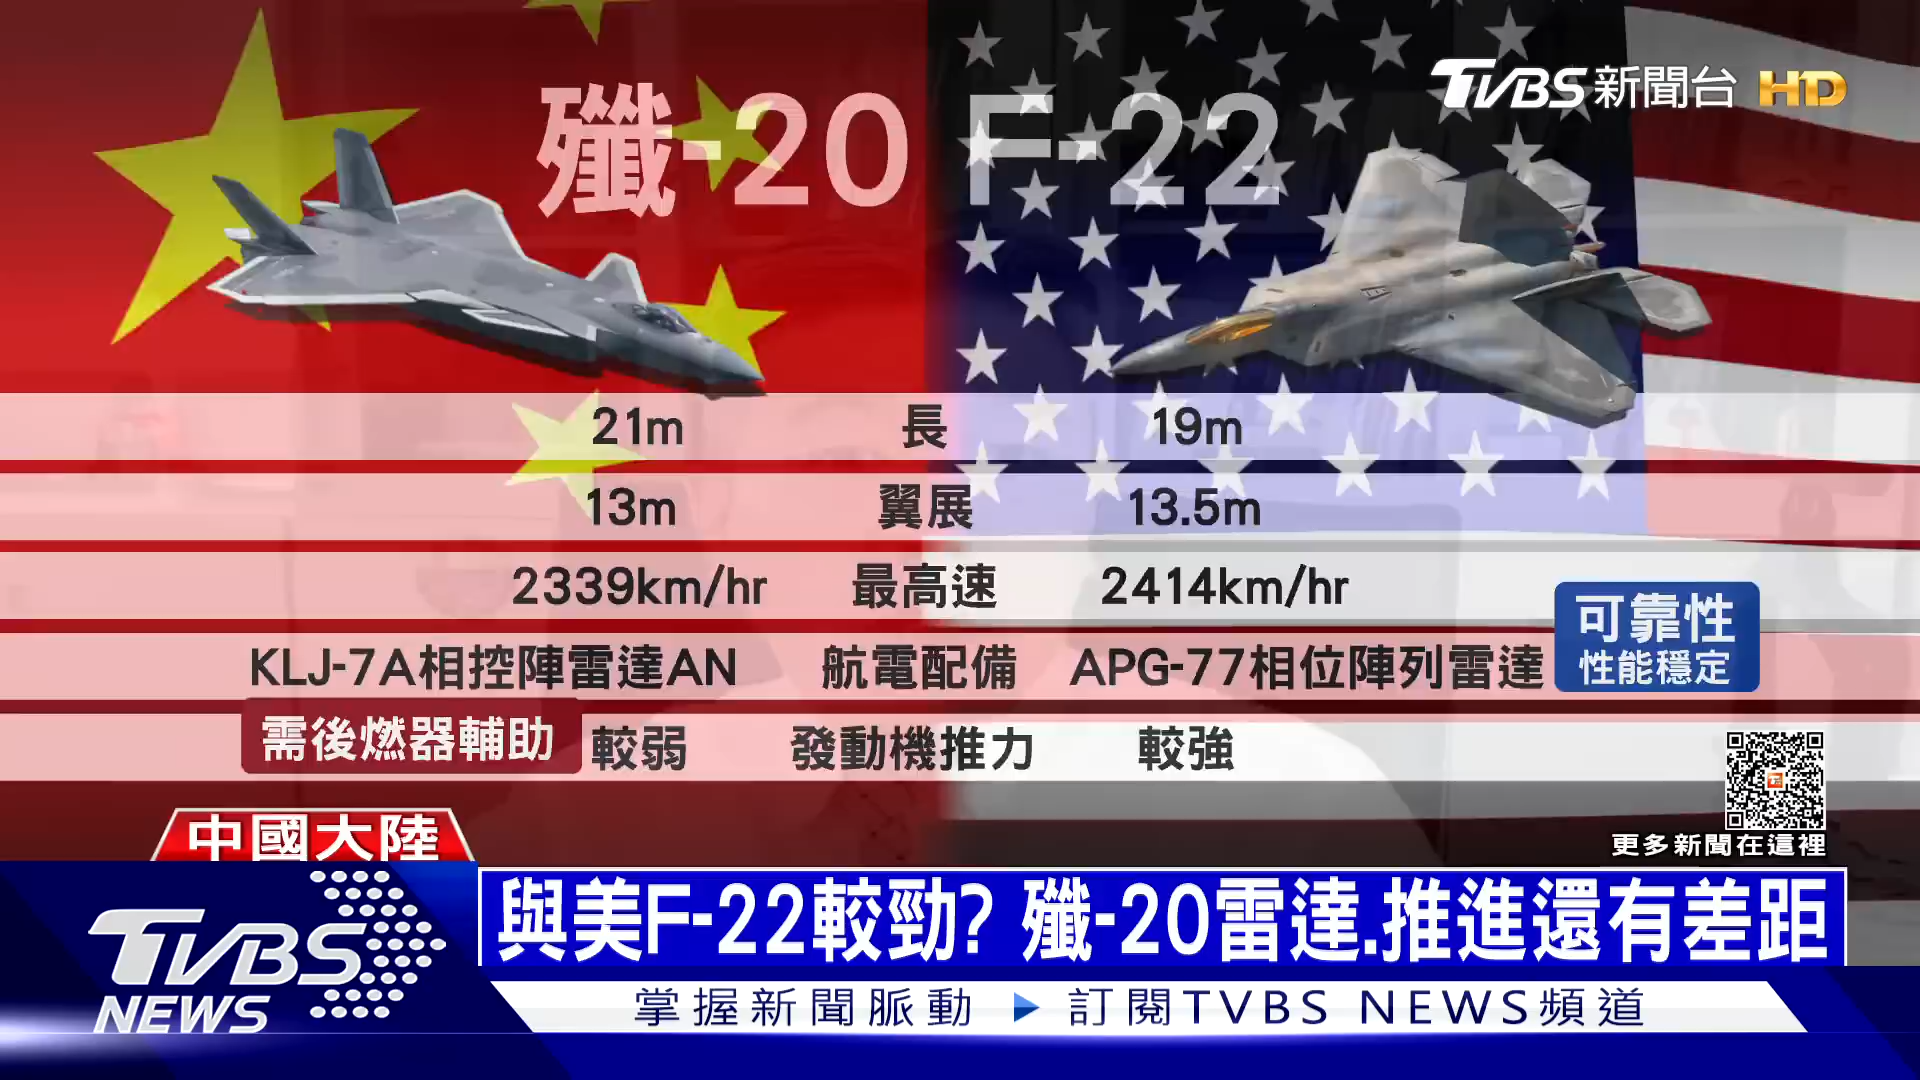 TVBS新聞台 HD
殲-20 F-22
21m 長 19m
13m 翼展 13.5m
2339km/hr 最高速 2414km/hr
KLJ-7A相控陣雷達AN 航電配備 APG-77相位陣列雷達
可靠性
性能穩定
需後燃器輔助 較弱 發動機推力 較強
更多新聞在這裡
中國大陸
與美F-22較勁? 殲-20雷達.推進還有差距
TVBS
NEWS
掌握新聞脈動 ▶ 訂閱TVBS NEWS頻道